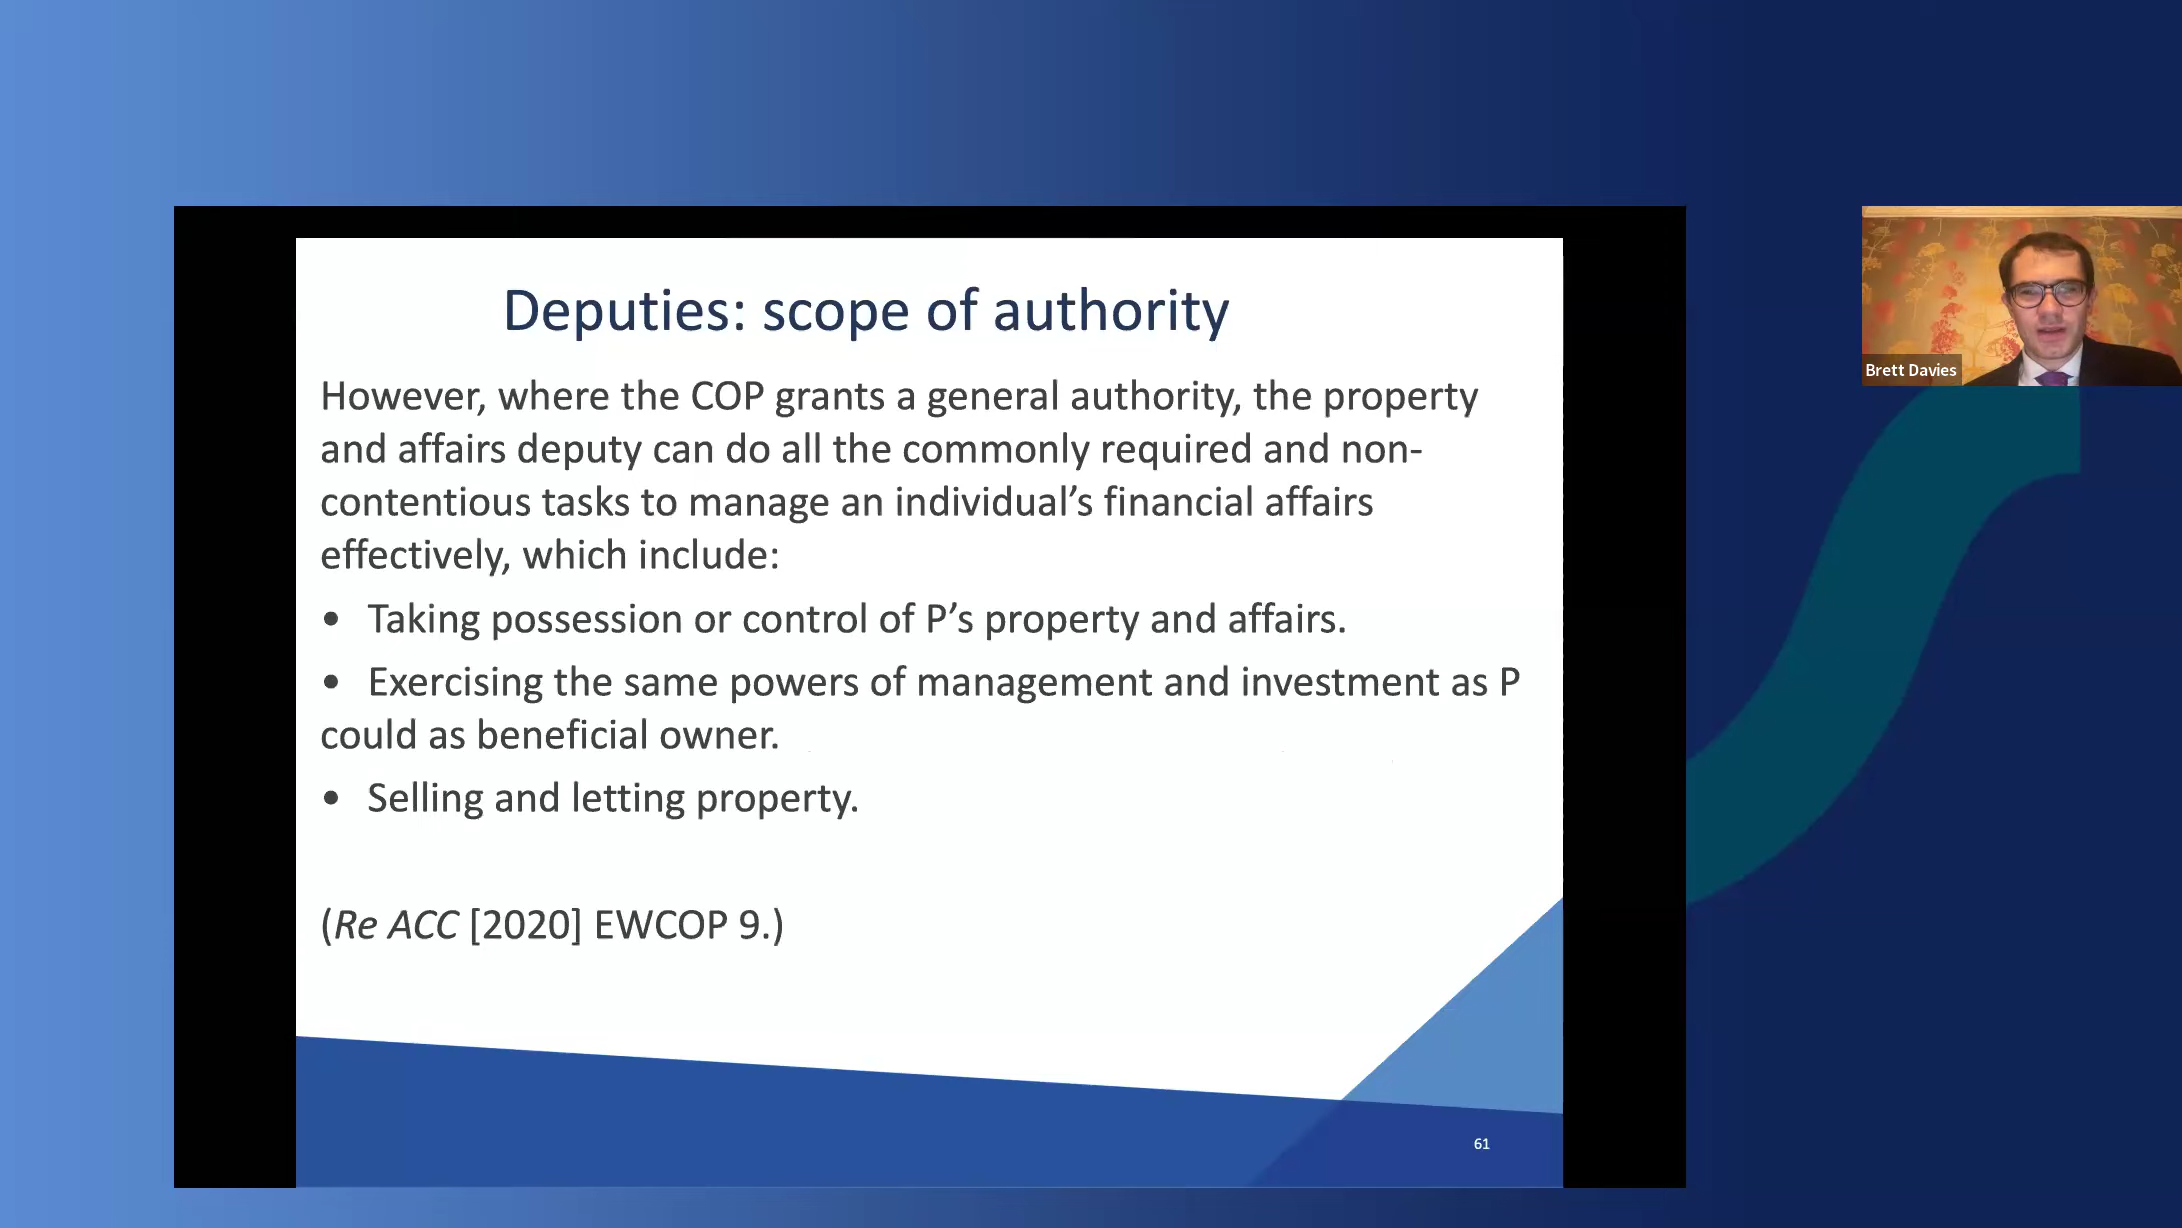 Deputies: scope of authority
However, where the COP grants a general authority, the property
and affairs deputy can do all the commonly required and non-
contentious tasks to manage an individual’s financial affairs
effectively, which include:
• Taking possession or control of P’s property and affairs.
• Exercising the same powers of management and investment as P
could as beneficial owner.
• Selling and letting property.
(Re ACC [2020] EWCOP 9.)
61
Brett Davies